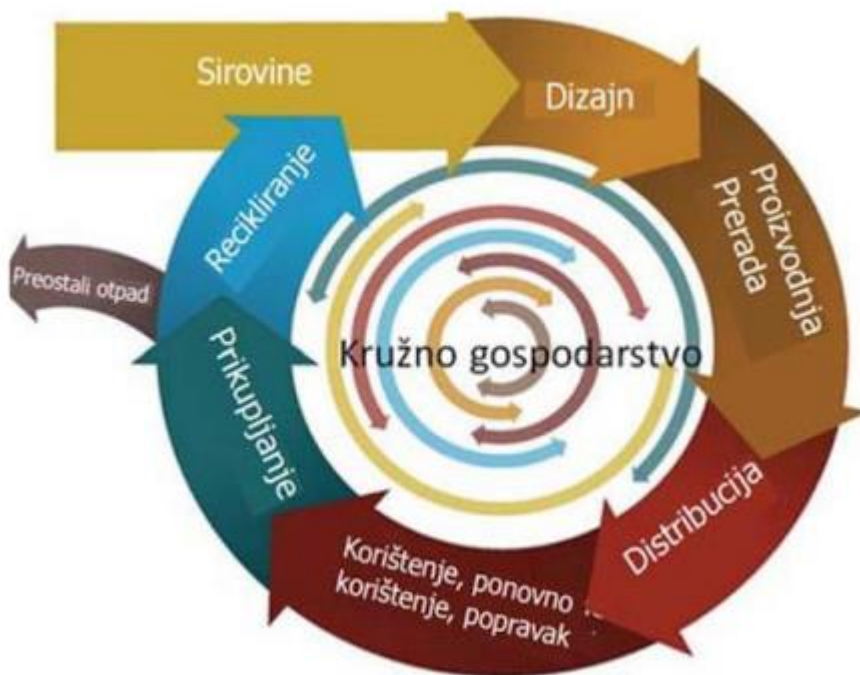 Sirovine
Dizajn
Proizvodnja
Prerada
Distribucija
Korištenje, ponovno
korištenje, popravak
Prikupljanje
Recikliranje
Preostali otpad
Kružno gospodarstvo